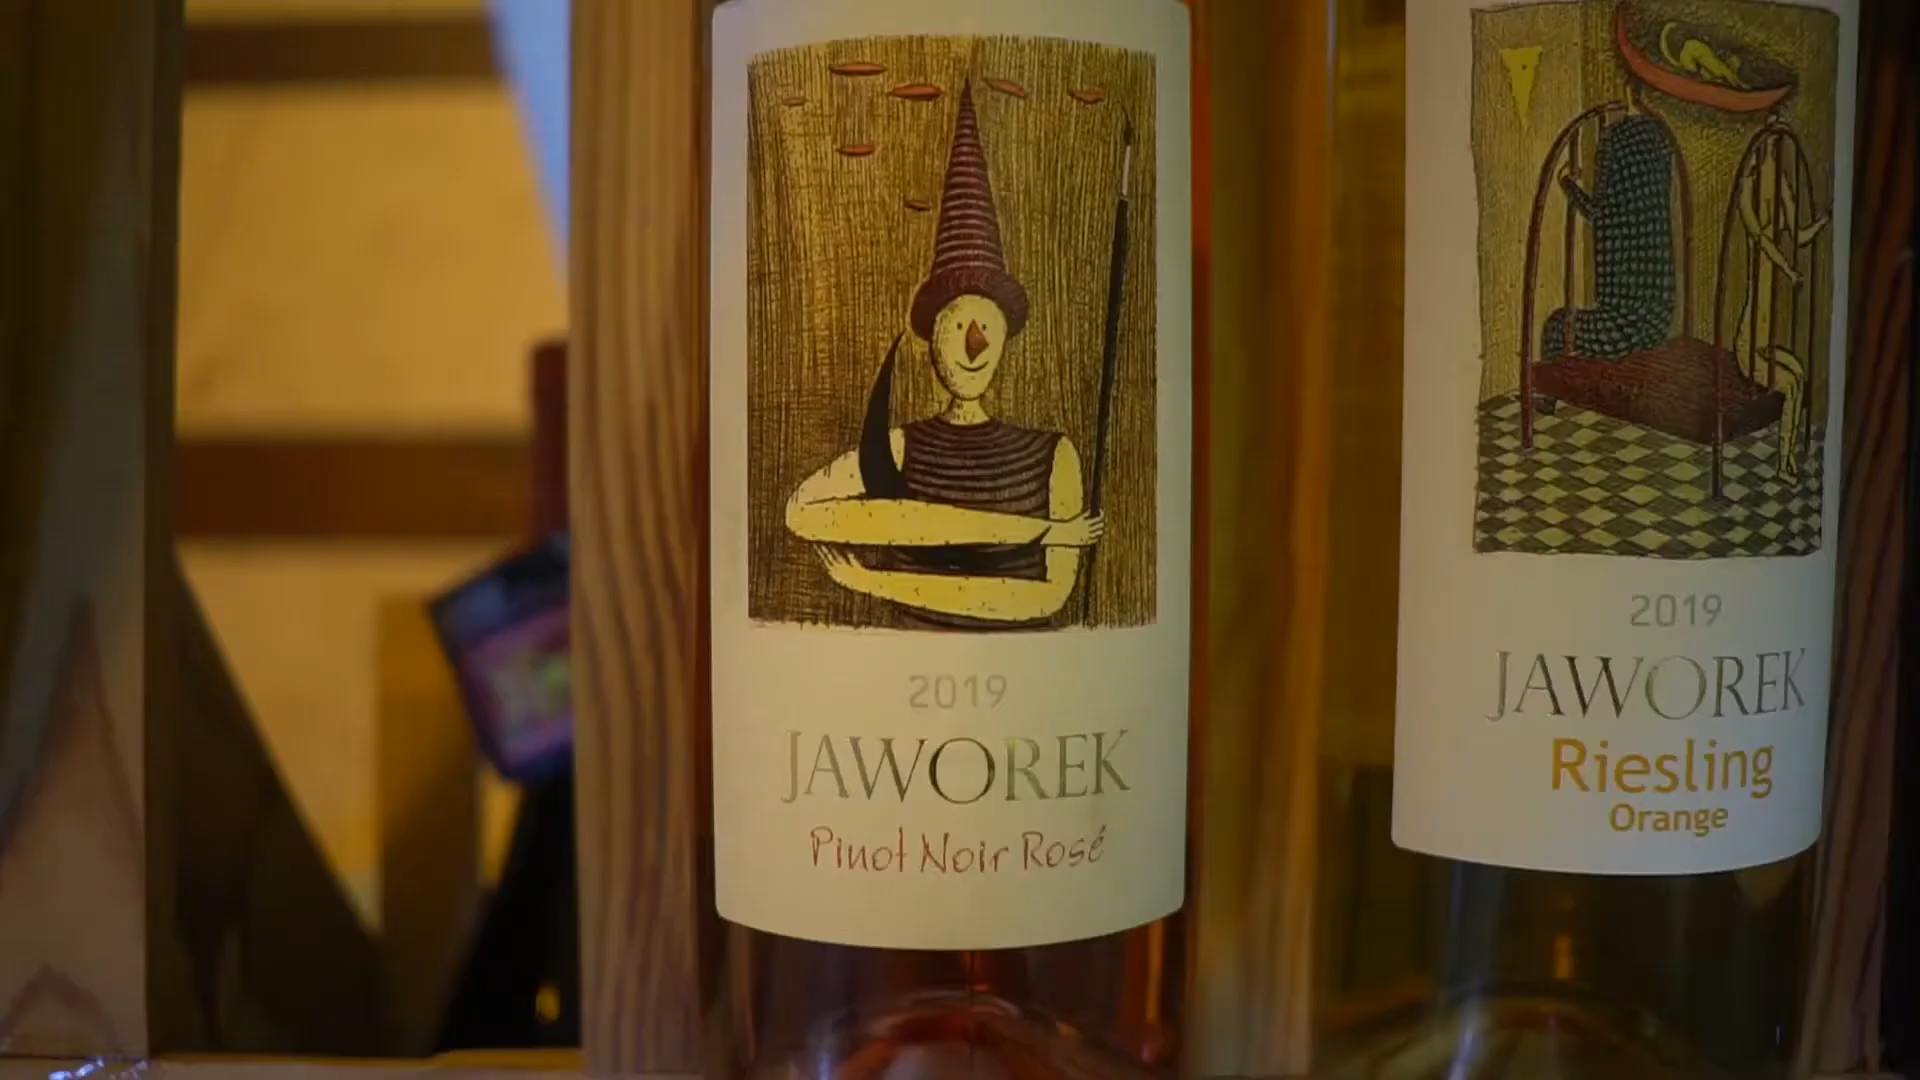 2019
JAWOREK
Pinot Noir Rosé
2019
JAWOREK
Riesling
Orange